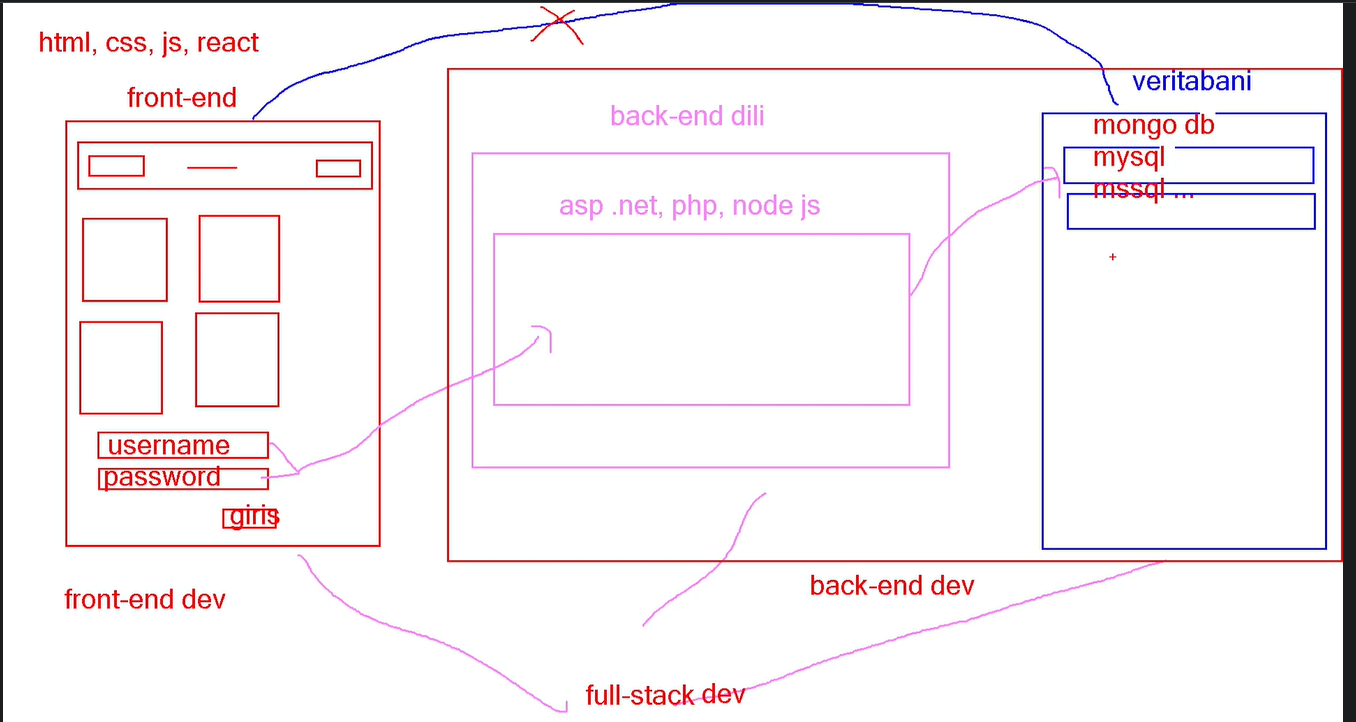 html, css, js, react
front-end
username
password
giris
front-end dev
back-end dili
asp .net, php, node js
veritabani
mongo db
mysql
mssql ...
back-end dev
full-stack dev